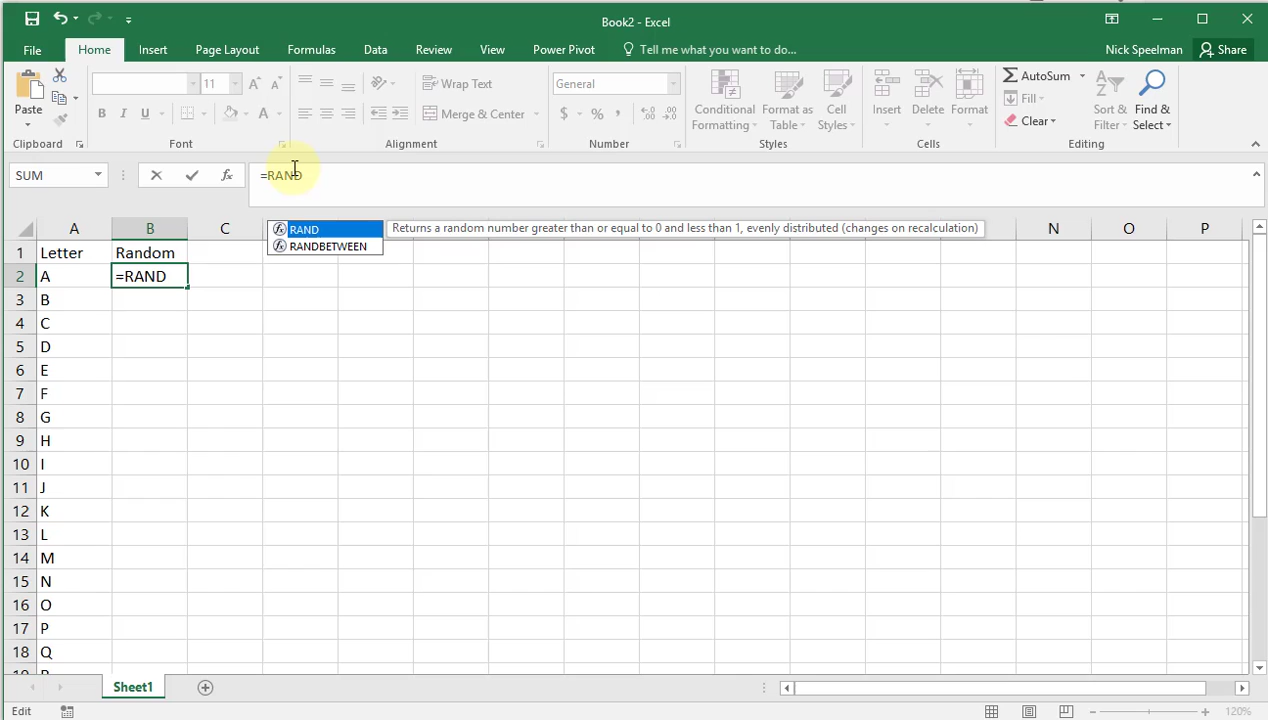 Book2 - Excel
File Home Insert Page Layout Formulas Data Review View Power Pivot Tell me what you want to do... Nick Speelman Share
Paste
11
Wrap Text
General
Conditional Formatting
Format as Table
Cell Styles
Insert
Delete
Format
AutoSum
Fill
Clear
Sort & Filter
Find & Select
B I U A
Merge & Center
$ % ,
Clipboard Font Alignment Number Styles Cells Editing
SUM fx =RAND
A B C N O P
RAND Returns a random number greater than or equal to 0 and less than 1, evenly distributed (changes on recalculation)
RANDBETWEEN
1 Letter Random
2 A =RAND
3 B
4 C
5 D
6 E
7 F
8 G
9 H
10 I
11 J
12 K
13 L
14 M
15 N
16 O
17 P
18 Q
Sheet1
Edit 120%